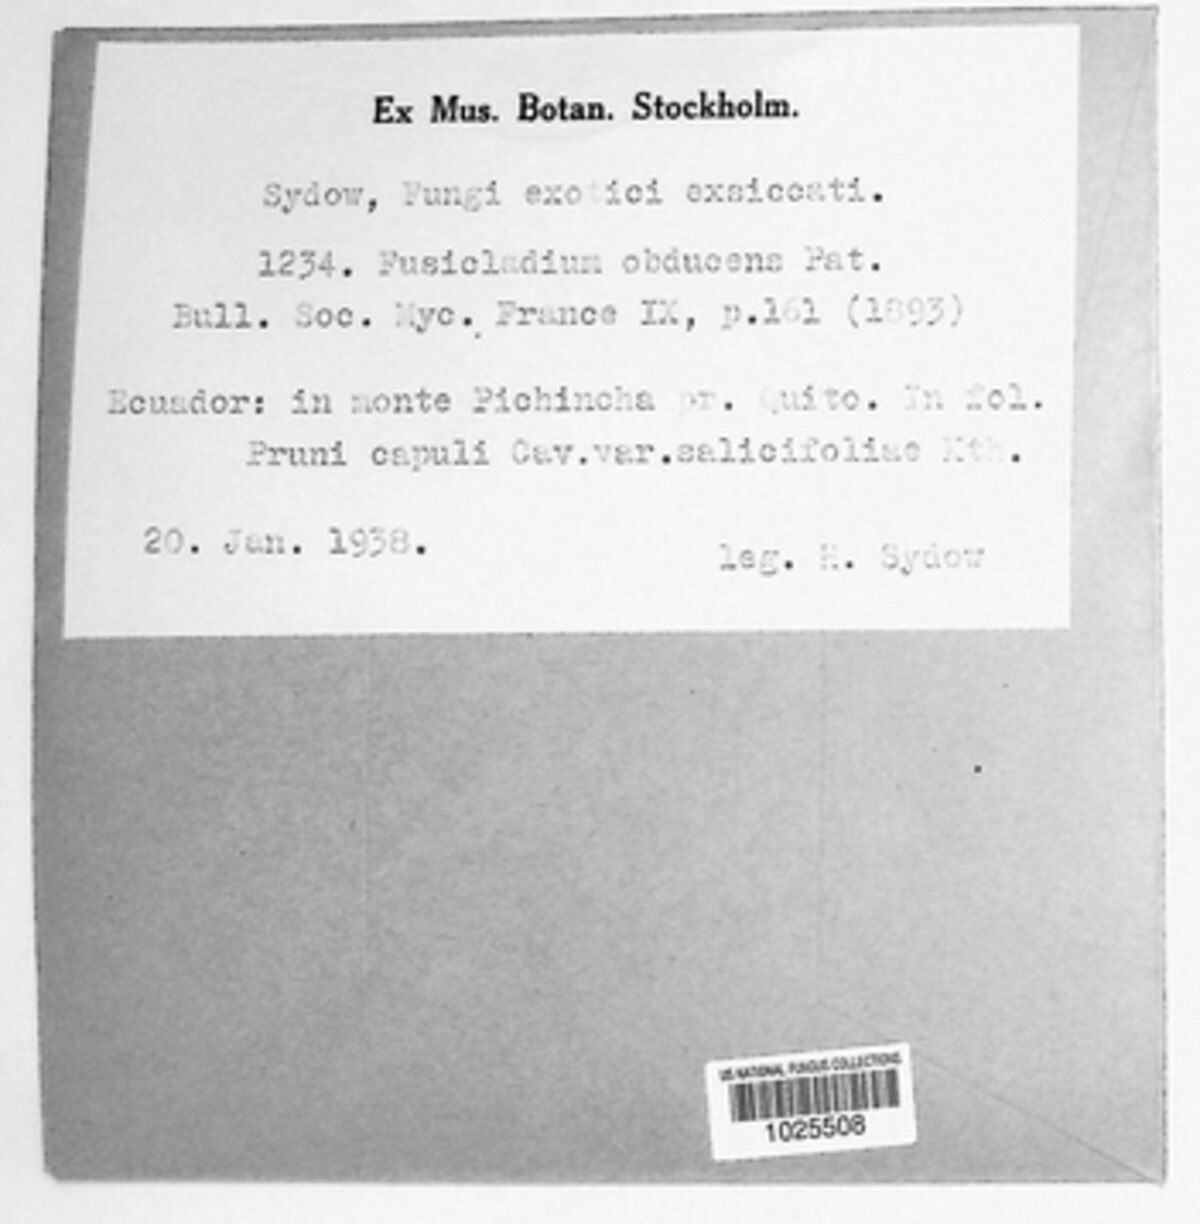 Ex Mus. Botan. Stockholm.
Sydow, Fungi exotici exsiccati.
1234. Fusicladium obducens Pat.
Bull. Soc. Myc. France IX, p.161 (1893)
Ecuador: in monte Pichincha pr. Quito. In fol.
Pruni capuli Cav.var.salicifoliae Kth.
20. Jan. 1938.
leg. H. Sydow
US NATIONAL FUNGUS COLLECTIONS
1025508